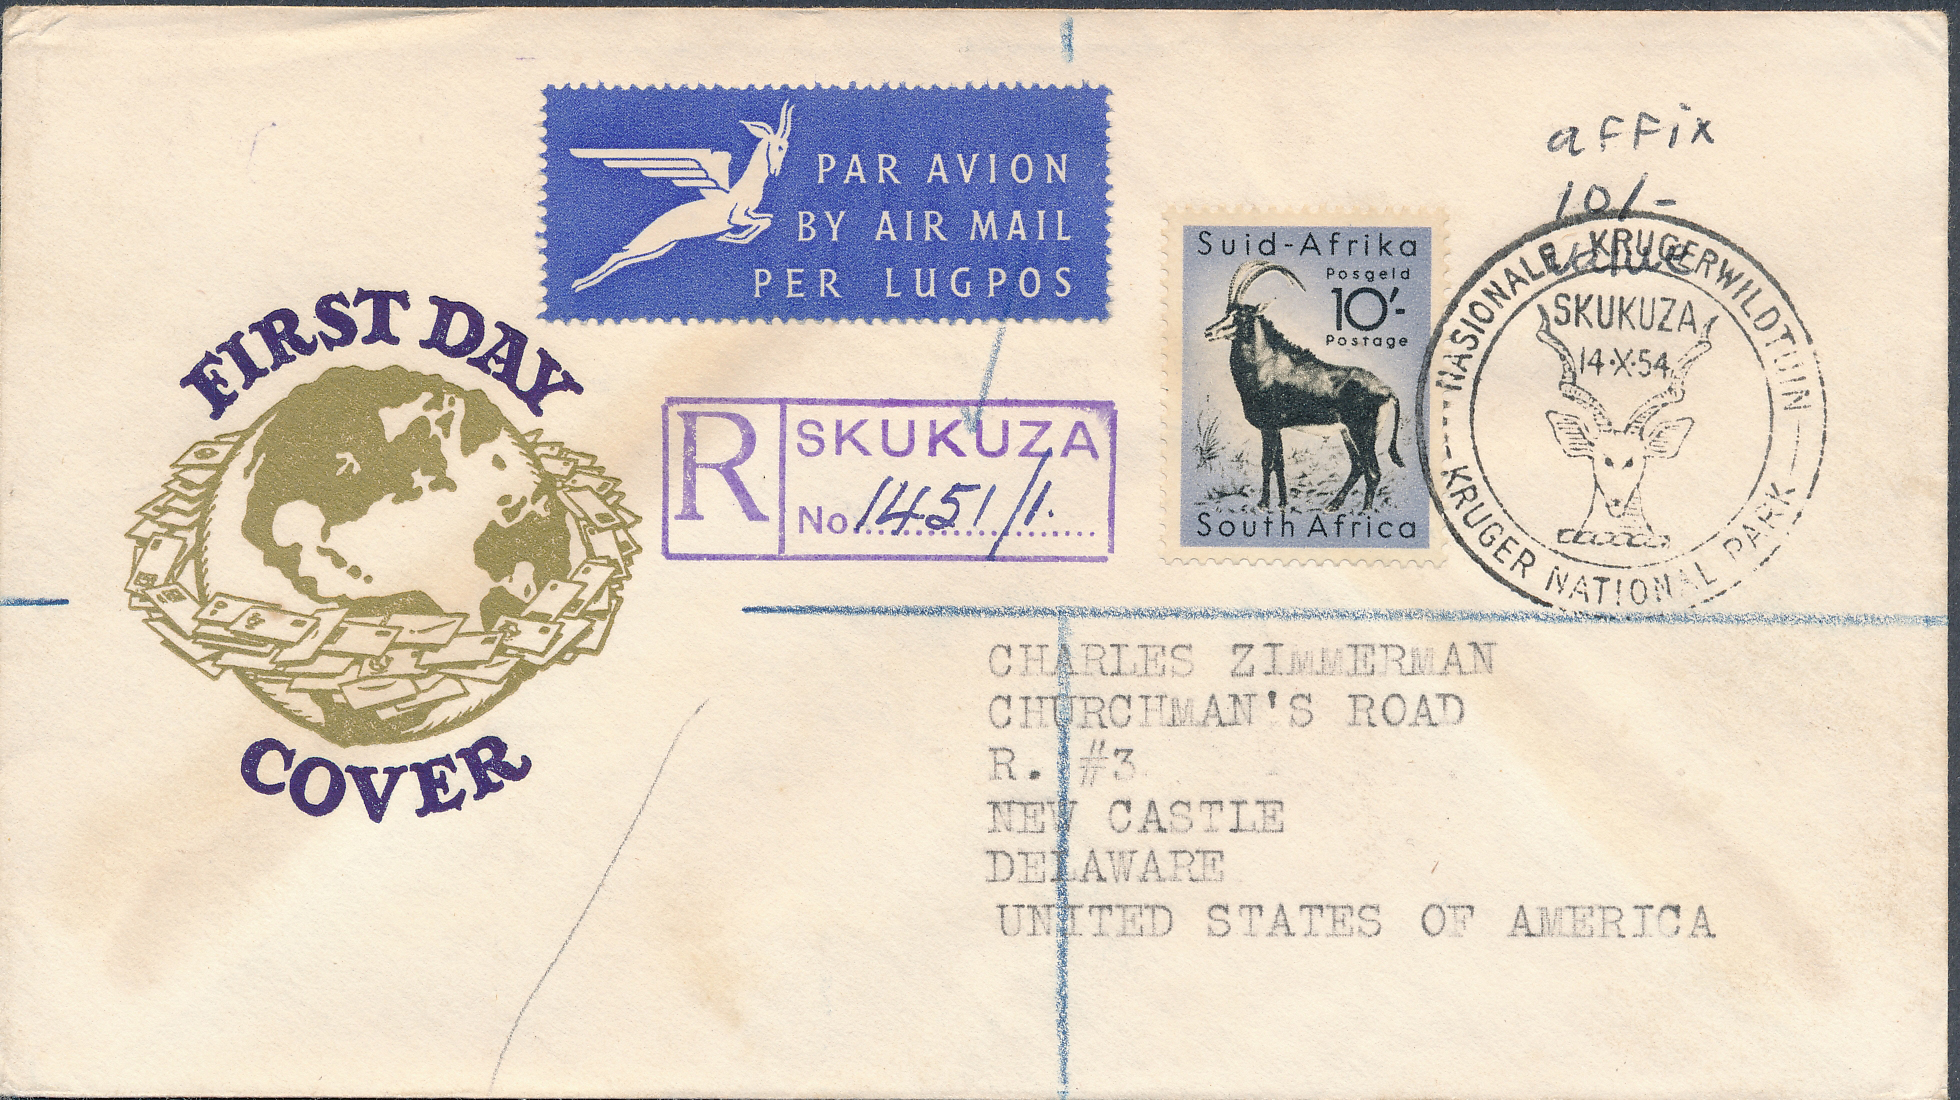 affix
10/-
value
PAR AVION
BY AIR MAIL
PER LUGPOS
FIRST DAY
COVER
R
SKUKUZA
No. 1451/1.
Suid-Afrika
Posgeld
10/-
Postage
South Africa
NASIONALE KRUGERWILDTUIN
SKUKUZA
14·X·54
KRUGER NATIONAL PARK
CHARLES ZIMMERMAN
CHURCHMAN'S ROAD
R. #3
NEW CASTLE
DELAWARE
UNITED STATES OF AMERICA